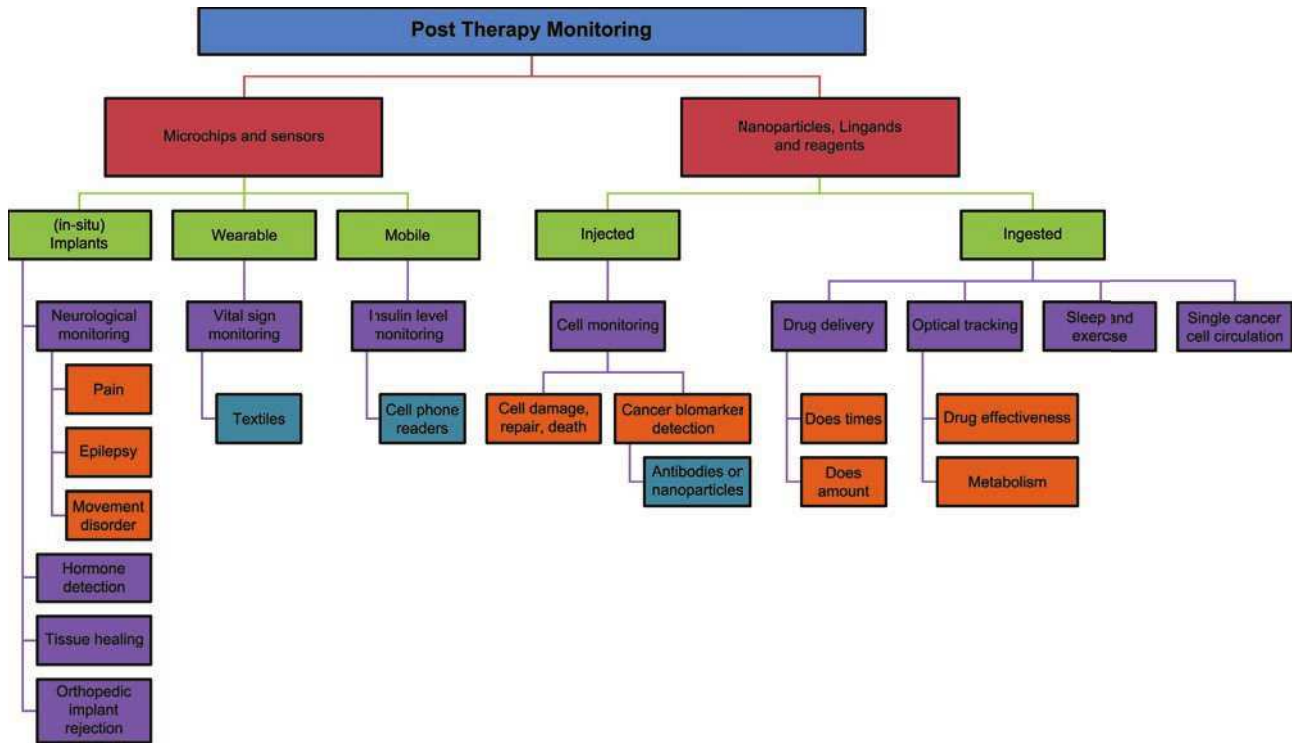 Post Therapy Monitoring
Microchips and sensors
Nanoparticles, Lingands
and reagents
(in-situ)
Implants
Wearable
Mobile
Injected
Ingested
Neurological
monitoring
Vital sign
monitoring
Insulin level
monitoring
Cell monitoring
Drug delivery
Optical tracking
Sleep and
exerose
Single cancer
cell circulation
Pain
Epilepsy
Movement
disorder
Textiles
Cell phone
readers
Cell damage,
repair, death
Cancer biomarker
detection
Antibodies on
nanoparticles
Does times
Does
amount
Drug effectiveness
Metabolism
Hormone
detection
Tissue healing
Orthopedic
implant
rejection